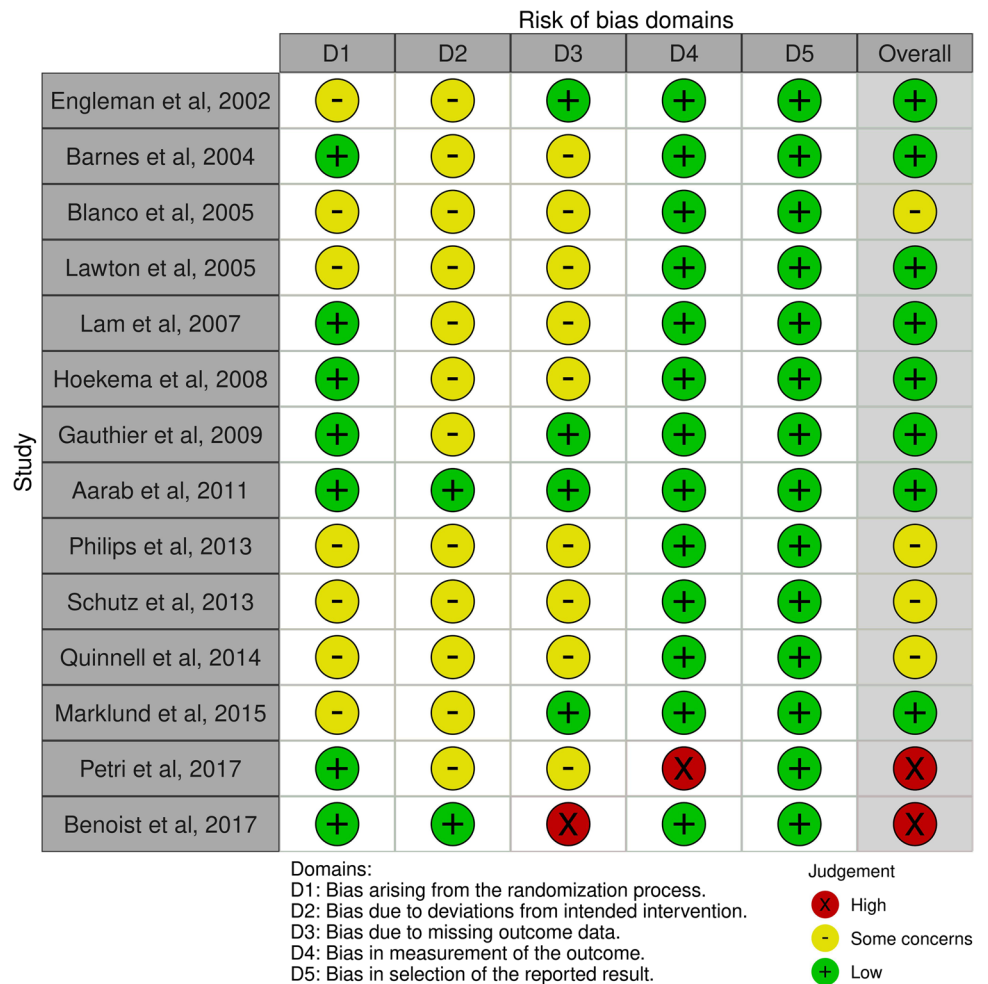 Risk of bias domains
D1 D2 D3 D4 D5 Overall
Engleman et al, 2002 - - + + + +
Barnes et al, 2004 + - - + + +
Blanco et al, 2005 - - - + + -
Lawton et al, 2005 - - - + + +
Lam et al, 2007 + - - + + +
Hoekema et al, 2008 + - - + + +
Gauthier et al, 2009 + - + + + +
Aarab et al, 2011 + + + + + +
Philips et al, 2013 - - - + + -
Schutz et al, 2013 - - - + + -
Quinnell et al, 2014 - - - + + -
Marklund et al, 2015 - - + + + +
Petri et al, 2017 + - - X + X
Benoist et al, 2017 + + X + + X
Study
Domains:
D1: Bias arising from the randomization process.
D2: Bias due to deviations from intended intervention.
D3: Bias due to missing outcome data.
D4: Bias in measurement of the outcome.
D5: Bias in selection of the reported result.
Judgement
X High
- Some concerns
+ Low